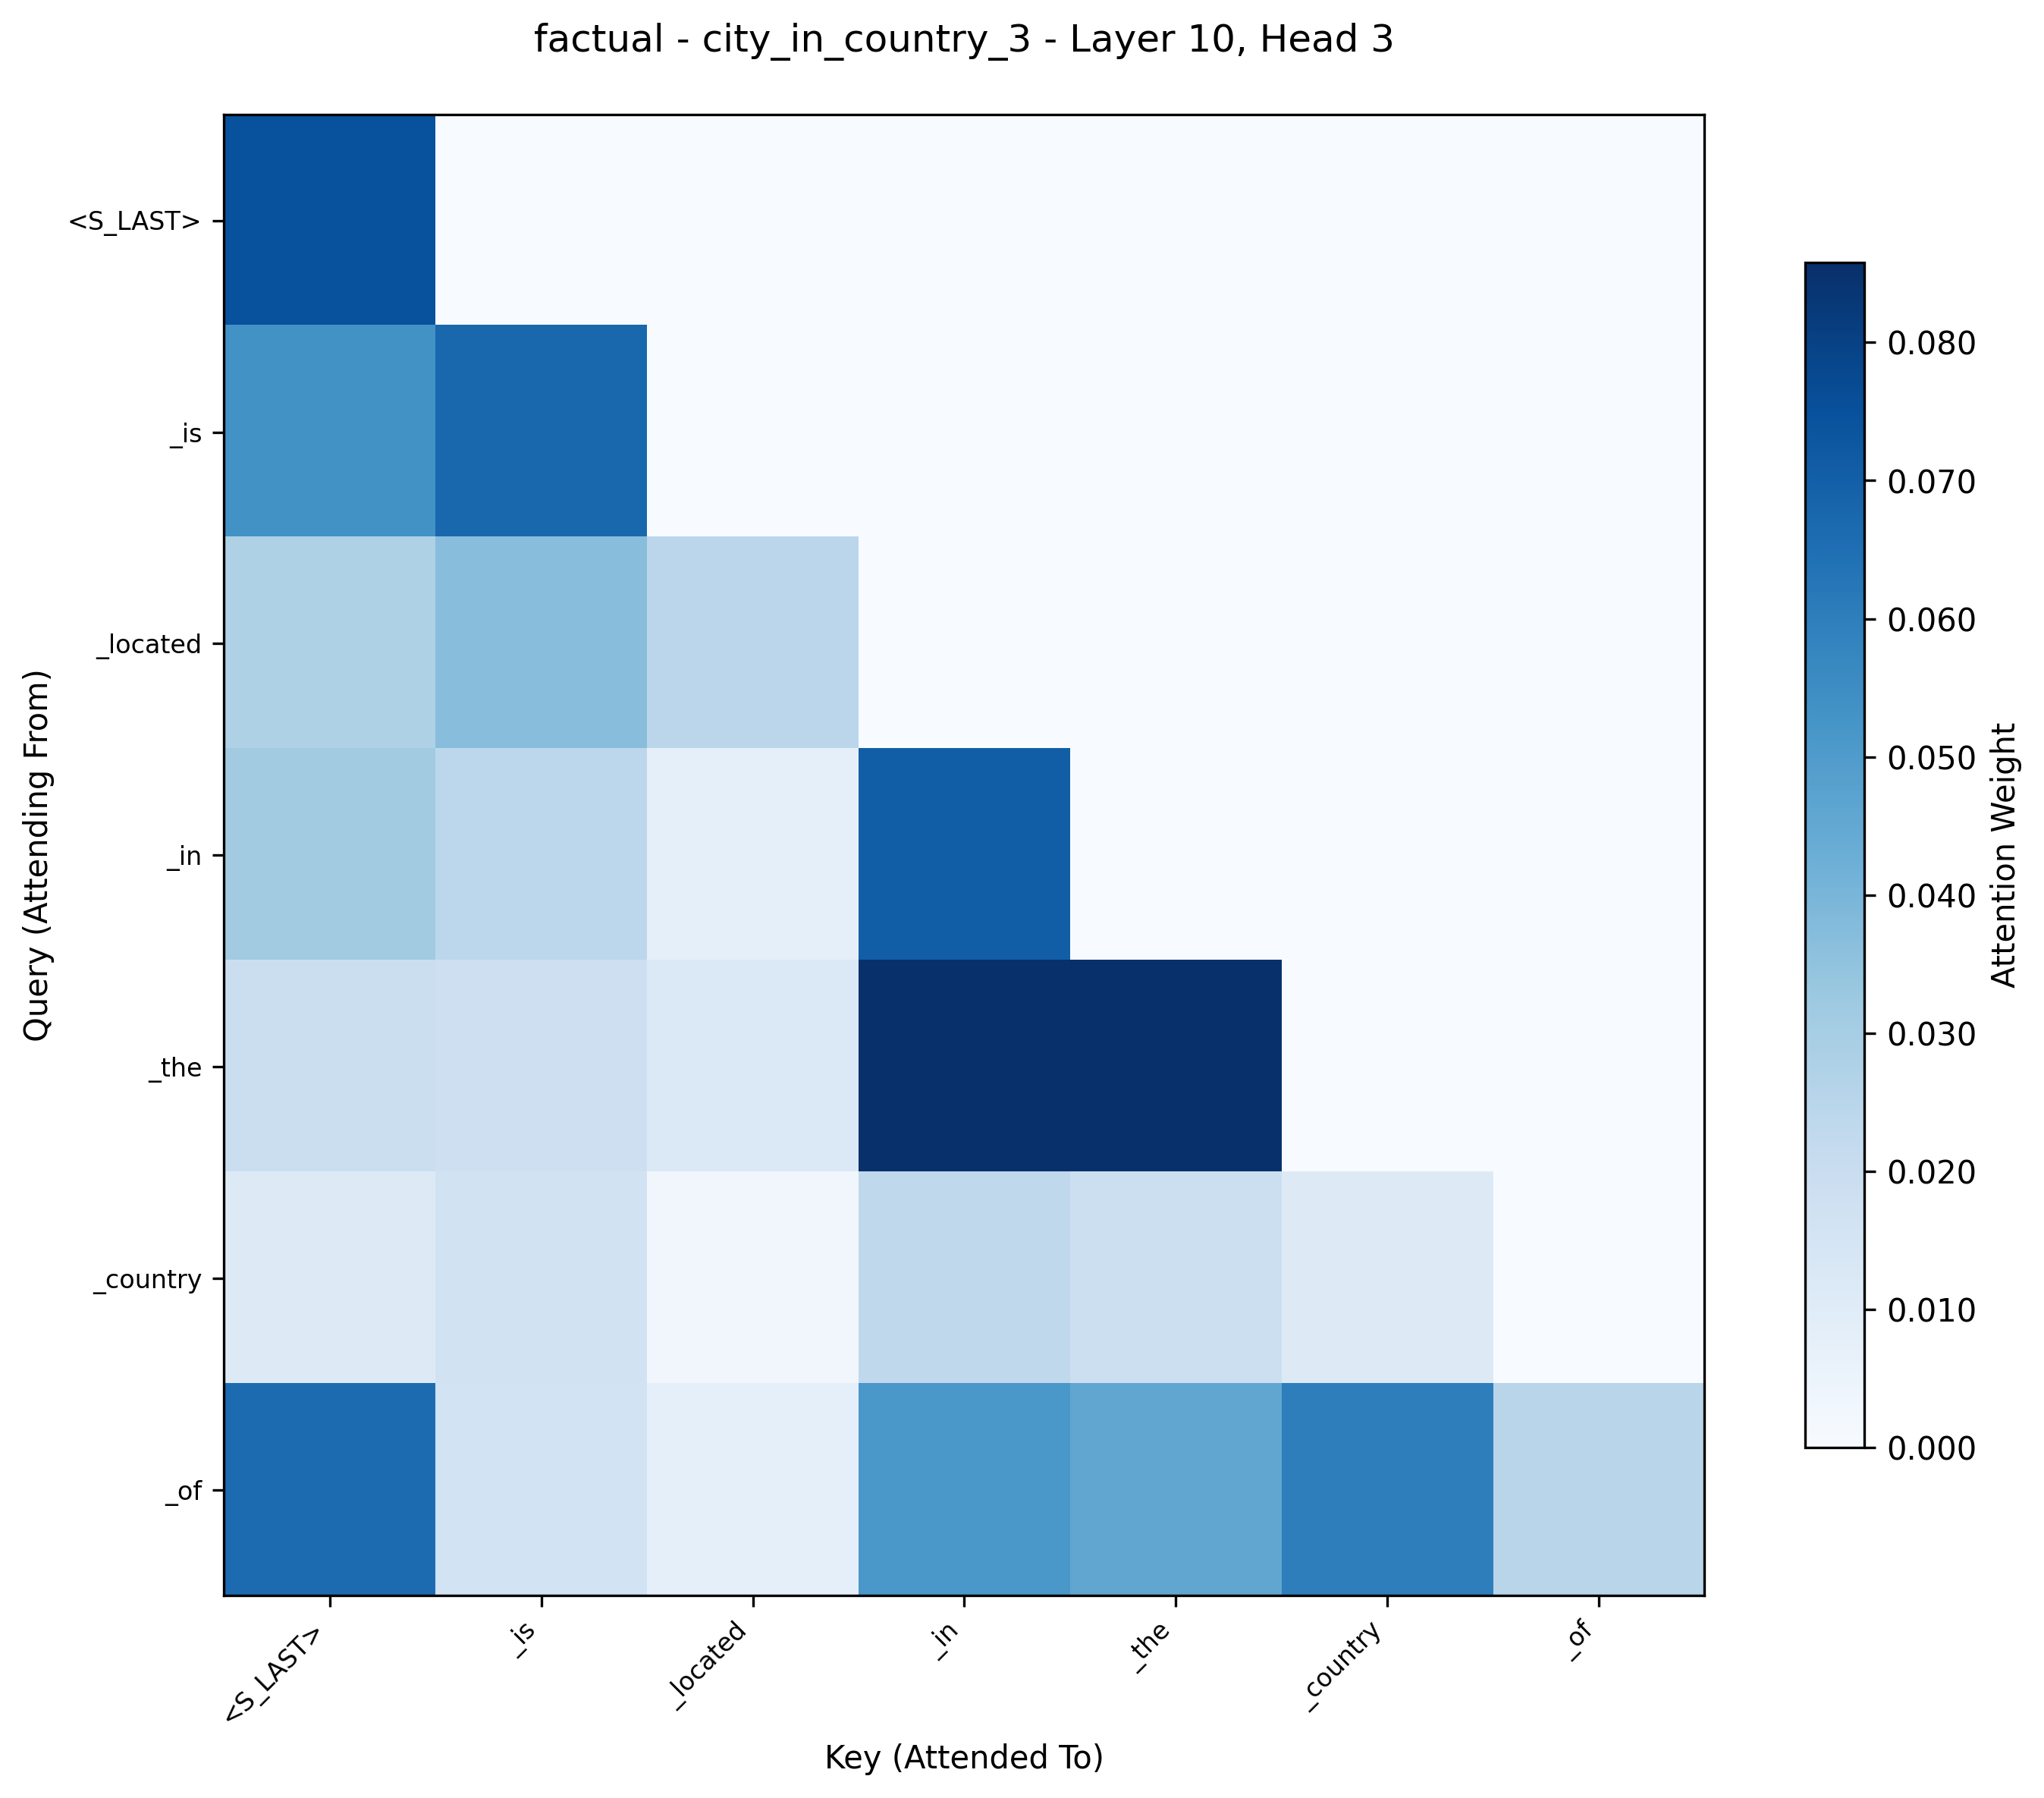 factual - city_in_country_3 - Layer 10, Head 3
Query (Attending From)
<S_LAST>
_is
_located
_in
_the
_country
_of
<S_LAST>
_is
_located
_in
_the
_country
_of
Key (Attended To)
0.080
0.070
0.060
0.050
0.040
0.030
0.020
0.010
0.000
Attention Weight